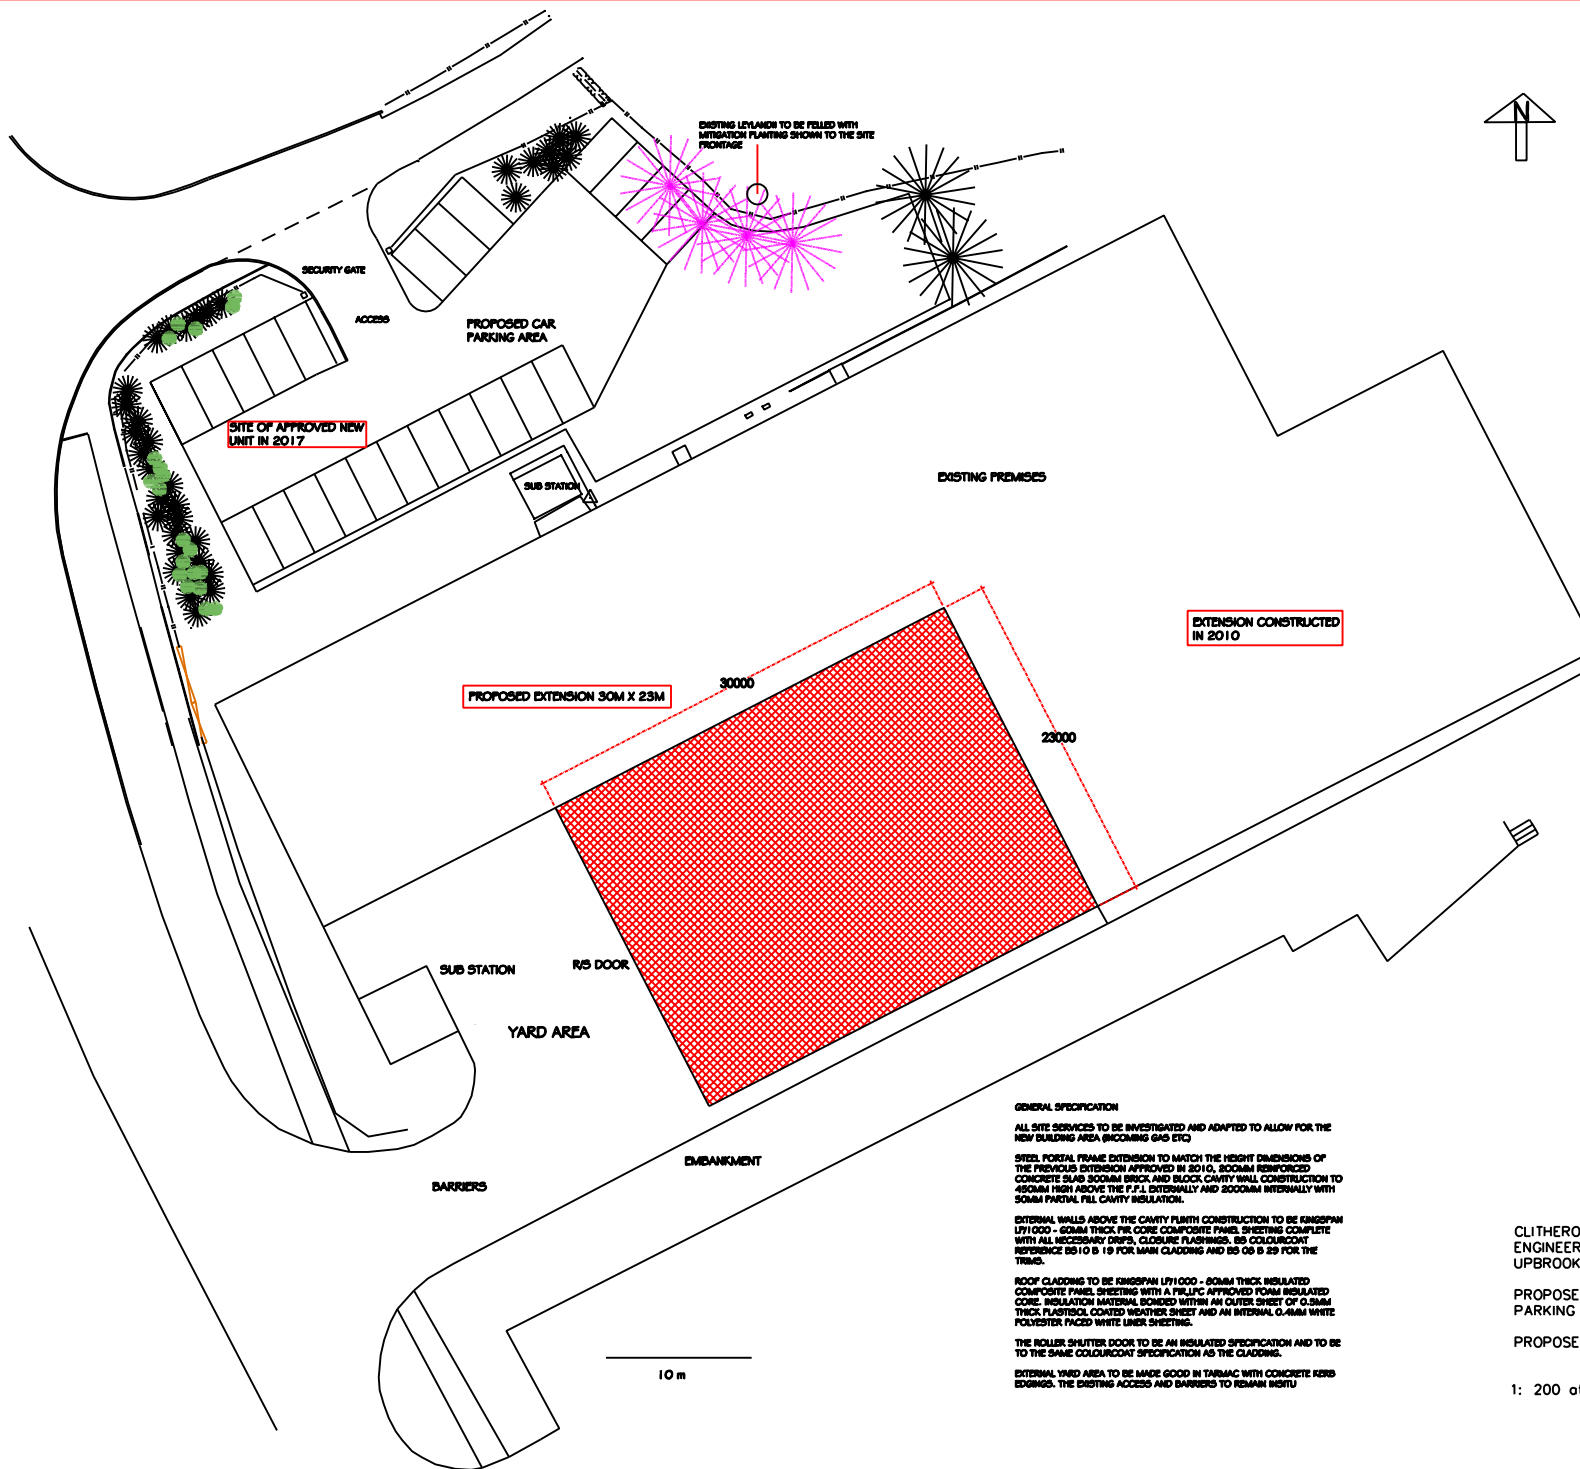 EXISTING LEYLANDII TO BE FELLED WITH
MITIGATION PLANTING SHOWN TO THE SITE
FRONTAGE
N
SECURITY GATE
ACCESS
PROPOSED CAR
PARKING AREA
SITE OF APPROVED NEW
UNIT IN 2017
SUB STATION
EXISTING PREMISES
EXTENSION CONSTRUCTED
IN 2010
PROPOSED EXTENSION 30M X 23M
30000
23000
SUB STATION
R/S DOOR
YARD AREA
EMBANKMENT
BARRIERS
10 m
GENERAL SPECIFICATION
ALL SITE SERVICES TO BE INVESTIGATED AND ADAPTED TO ALLOW FOR THE
NEW BUILDING AREA (INCOMING GAS ETC)
STEEL PORTAL FRAME EXTENSION TO MATCH THE HEIGHT DIMENSIONS OF
THE PREVIOUS EXTENSION APPROVED IN 2010, 200MM REINFORCED
CONCRETE SLAB 300MM BRICK AND BLOCK CAVITY WALL CONSTRUCTION TO
450MM HIGH ABOVE THE F.F.L EXTERNALLY AND 2000MM INTERNALLY WITH
50MM PARTIAL FILL CAVITY INSULATION.
EXTERNAL WALLS ABOVE THE CAVITY PLINTH CONSTRUCTION TO BE KINGSPAN
LP/1000 - 60MM THICK PIR CORE COMPOSITE PANEL SHEETING COMPLETE
WITH ALL NECESSARY DRIPS, CLOSURE FLASHINGS. BS COLOURCOAT
REFERENCE BS10 B 19 FOR MAIN CLADDING AND BS 08 B 29 FOR THE
TRIMS.
ROOF CLADDING TO BE KINGSPAN LP/1000 - 80MM THICK INSULATED
COMPOSITE PANEL SHEETING WITH A PIR,LPC APPROVED FOAM INSULATED
CORE. INSULATION MATERIAL BONDED WITHIN AN OUTER SHEET OF 0.5MM
THICK PLASTISOL COATED WEATHER SHEET AND AN INTERNAL 0.4MM WHITE
POLYESTER FACED WHITE LINER SHEETING.
THE ROLLER SHUTTER DOOR TO BE AN INSULATED SPECIFICATION AND TO BE
TO THE SAME COLOURCOAT SPECIFICATION AS THE CLADDING.
EXTERNAL YARD AREA TO BE MADE GOOD IN TARMAC WITH CONCRETE KERB
EDGINGS. THE EXISTING ACCESS AND BARRIERS TO REMAIN INSITU
CLITHERO
ENGINEER
UPBROOK
PROPOSE
PARKING
PROPOSE
1: 200 a